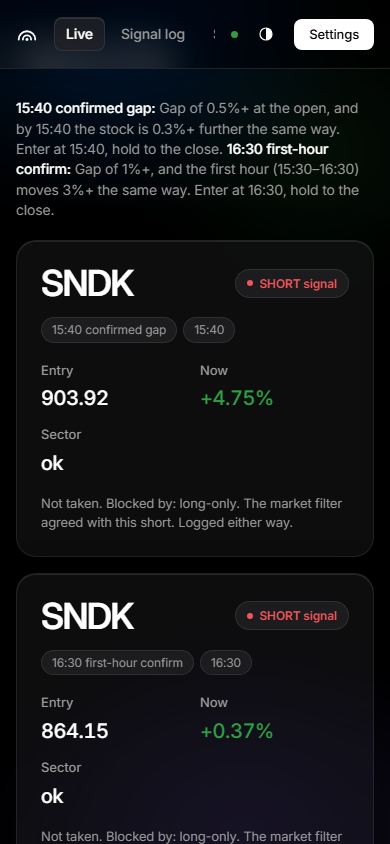 Live Signal log Settings
15:40 confirmed gap: Gap of 0.5%+ at the open, and
by 15:40 the stock is 0.3%+ further the same way.
Enter at 15:40, hold to the close. 16:30 first-hour
confirm: Gap of 1%+, and the first hour (15:30–16:30)
moves 3%+ the same way. Enter at 16:30, hold to the
close.
SNDK SHORT signal
15:40 confirmed gap 15:40
Entry Now
903.92 +4.75%
Sector
ok
Not taken. Blocked by: long-only. The market filter
agreed with this short. Logged either way.
SNDK SHORT signal
16:30 first-hour confirm 16:30
Entry Now
864.15 +0.37%
Sector
ok
Not taken. Blocked by: long-only. The market filter